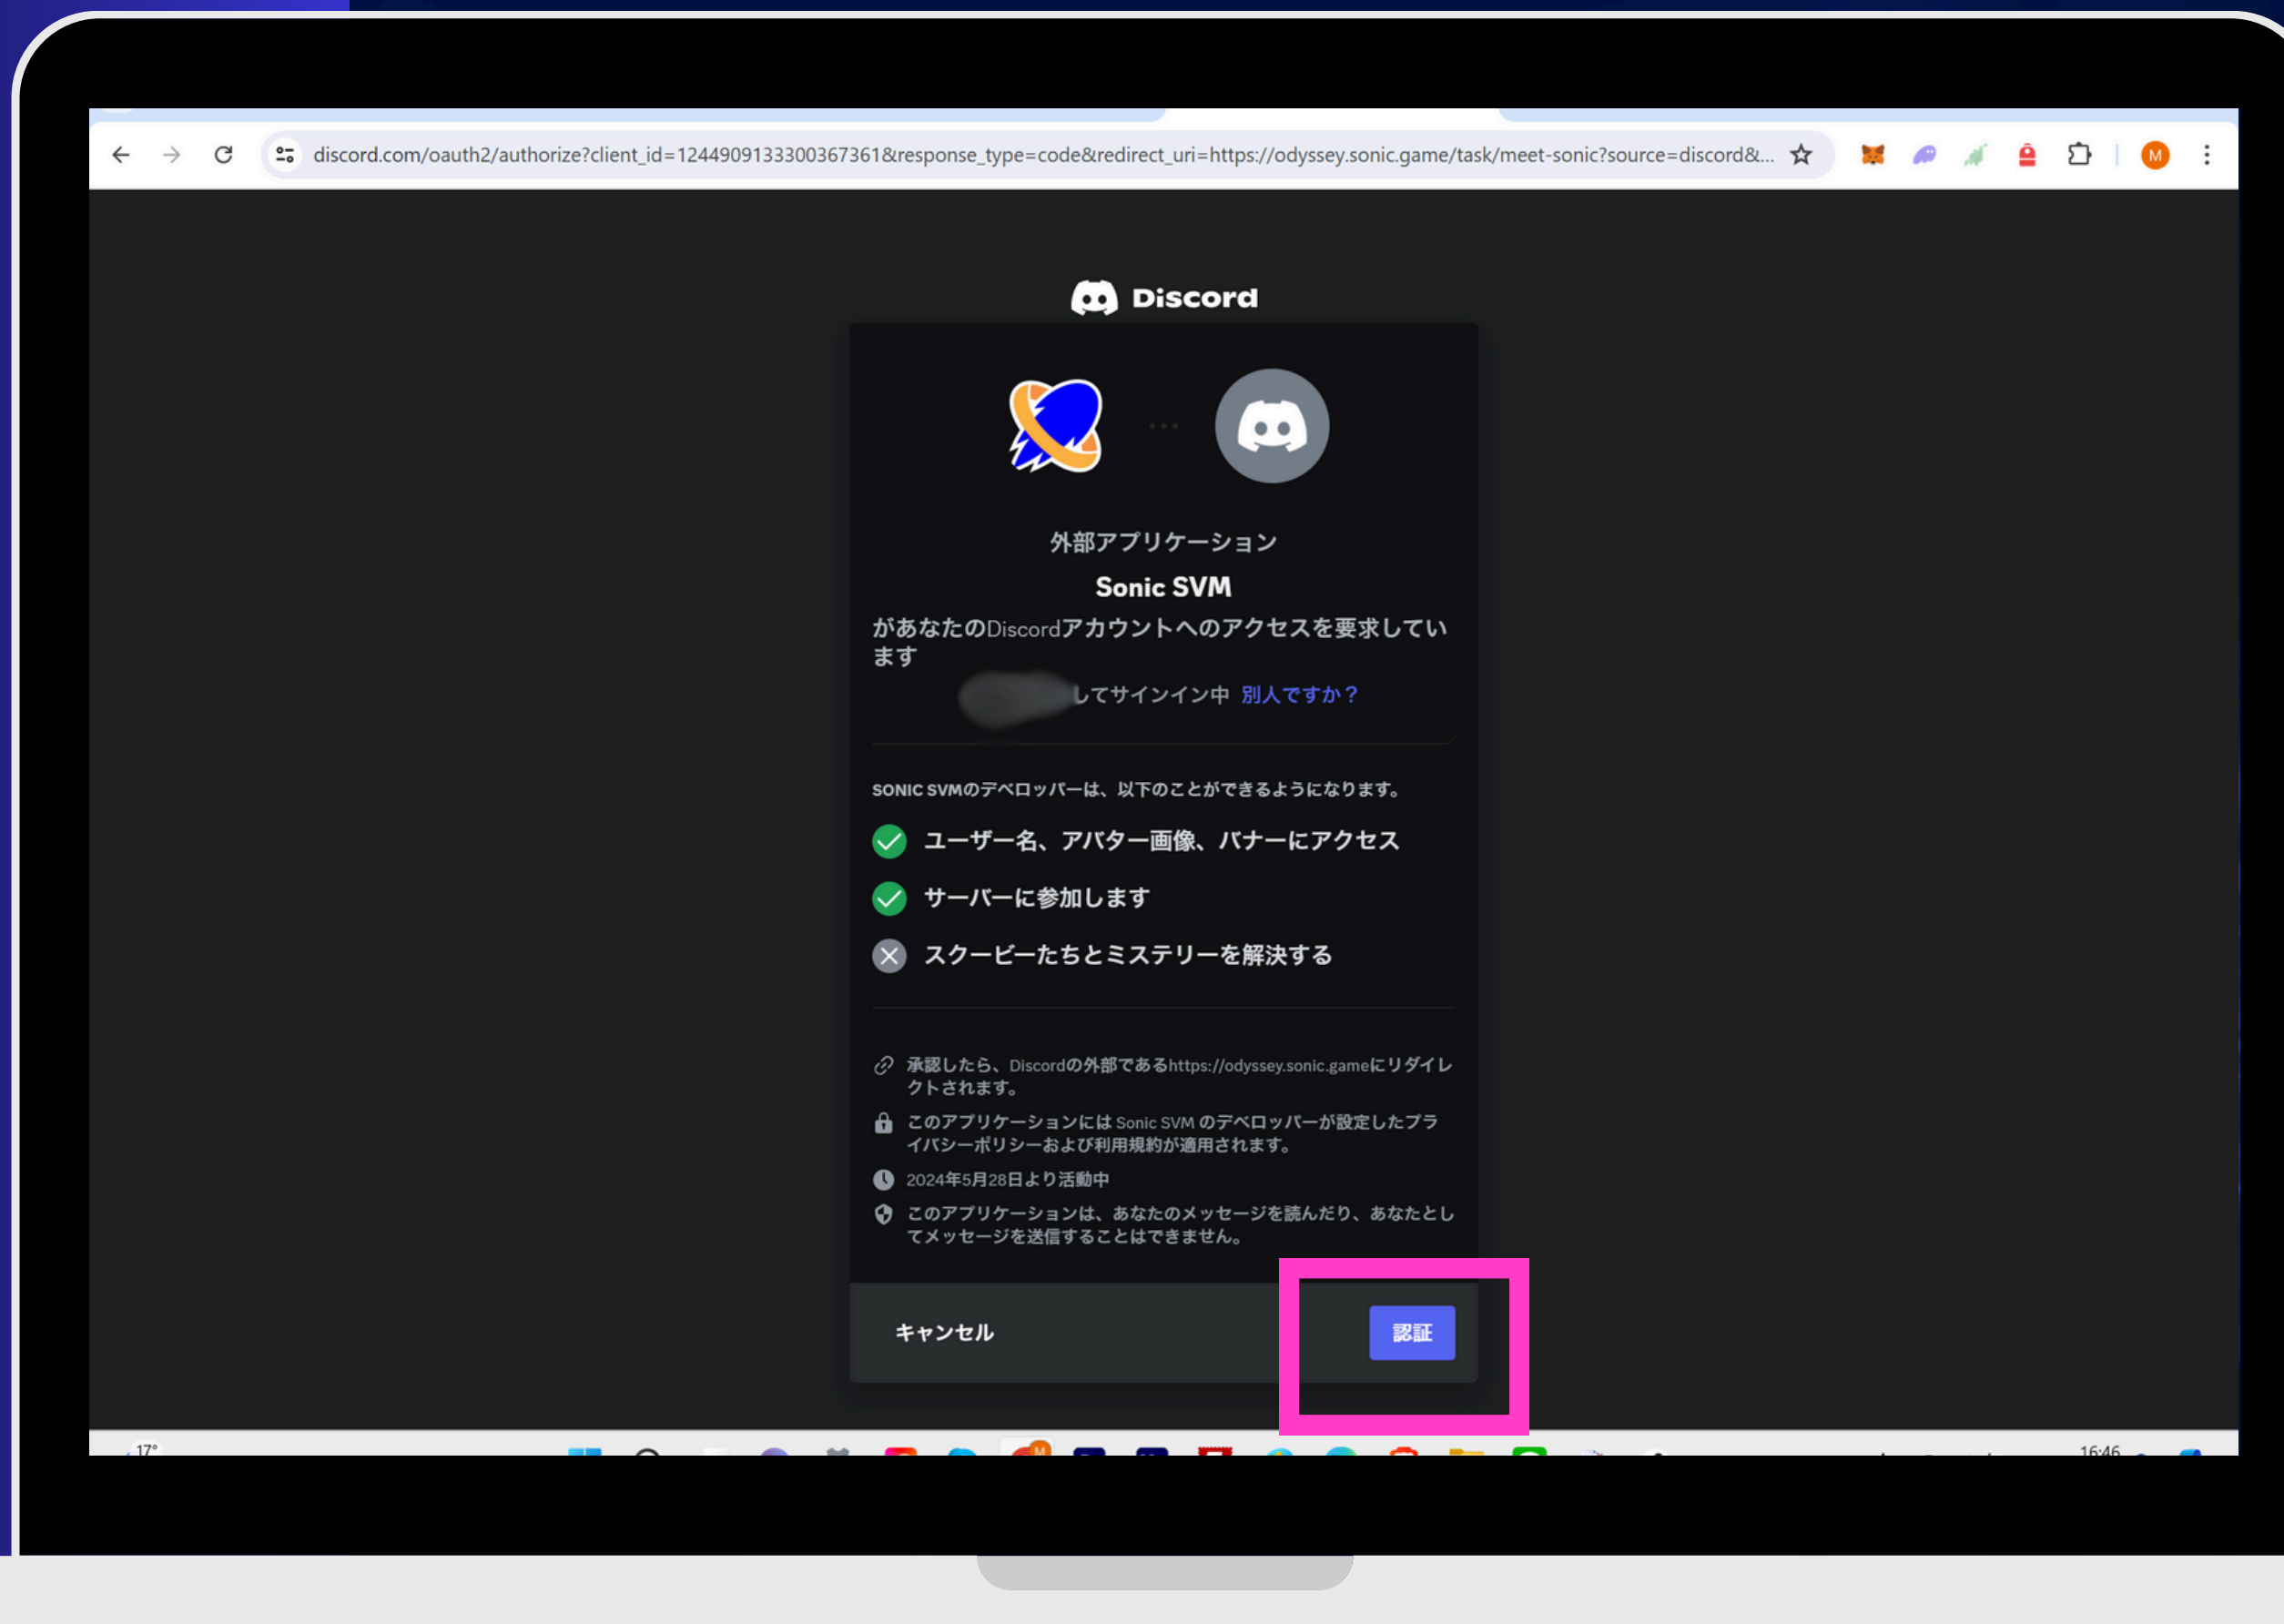 discord.com/oauth2/authorize?client_id=1244909133300367361&response_type=code&redirect_uri=https://odyssey.sonic.game/task/meet-sonic?source=discord&...
M
Discord
外部アプリケーション
Sonic SVM
があなたのDiscordアカウントへのアクセスを要求してい
ます
してサインイン中 別人ですか？
SONIC SVMのデベロッパーは、以下のことができるようになります。
ユーザー名、アバター画像、バナーにアクセス
サーバーに参加します
スクービーたちとミステリーを解決する
承認したら、Discordの外部であるhttps://odyssey.sonic.gameにリダイレ
クトされます。
このアプリケーションには Sonic SVM のデベロッパーが設定したプラ
イバシーポリシーおよび利用規約が適用されます。
2024年5月28日より活動中
このアプリケーションは、あなたのメッセージを読んだり、あなたとし
てメッセージを送信することはできません。
キャンセル
認証
17°
M
16:46